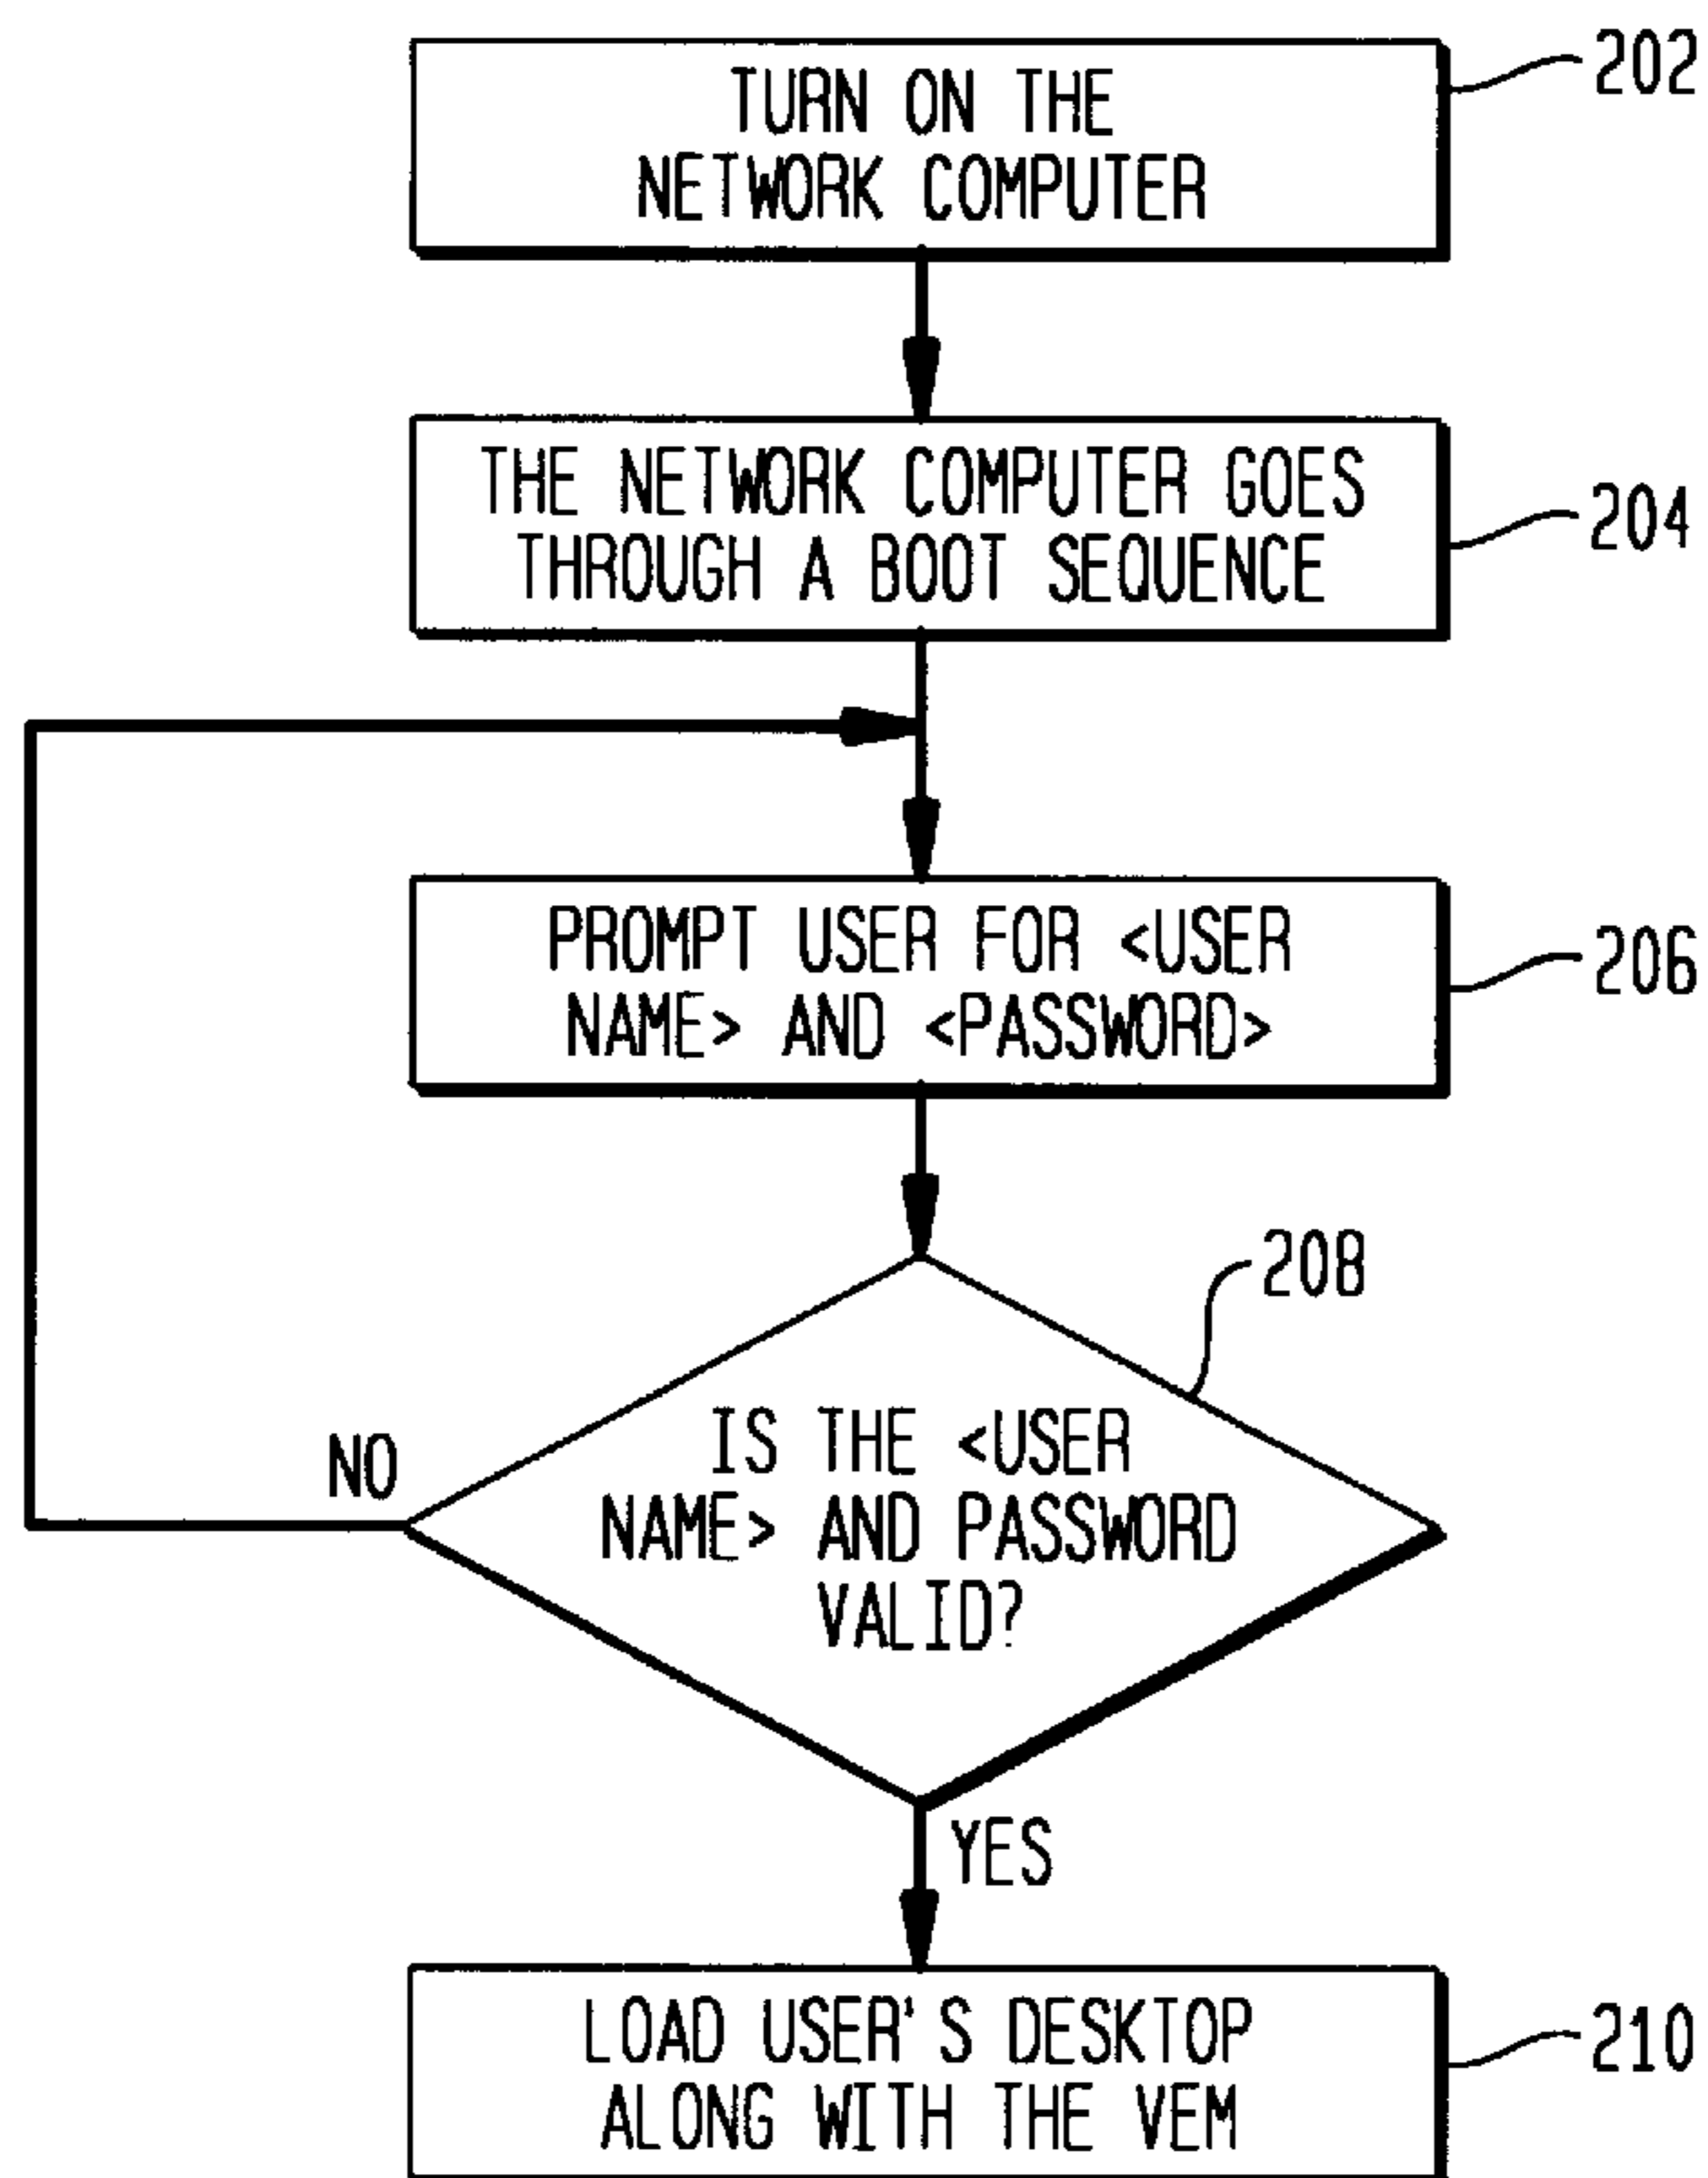 TURN ON THE
NETWORK COMPUTER
202
THE NETWORK COMPUTER GOES
THROUGH A BOOT SEQUENCE
204
PROMPT USER FOR <USER
NAME> AND <PASSWORD>
206
208
IS THE <USER
NAME> AND PASSWORD
VALID?
NO
YES
LOAD USER'S DESKTOP
ALONG WITH THE VEM
210